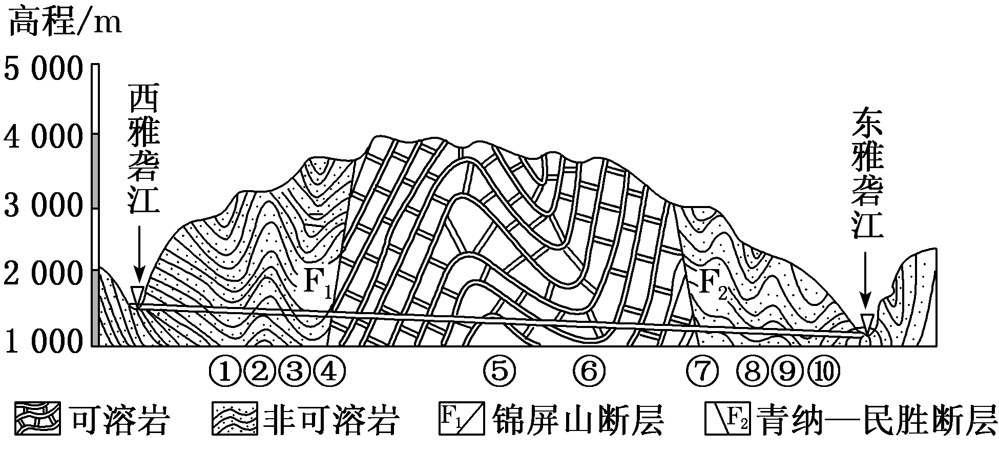 高程/m
5 000
4 000
3 000
2 000
1 000
西雅砻江
东雅砻江
F1
F2
①②③④ ⑤ ⑥ ⑦ ⑧⑨⑩
可溶岩 非可溶岩 F1 锦屏山断层 F2 青纳—民胜断层